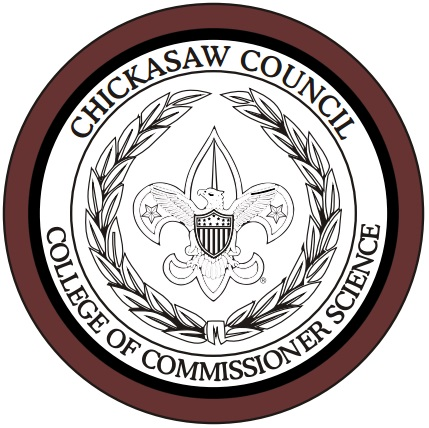 CHICKASAW COUNCIL
®
COLLEGE OF COMMISSIONER SCIENCE